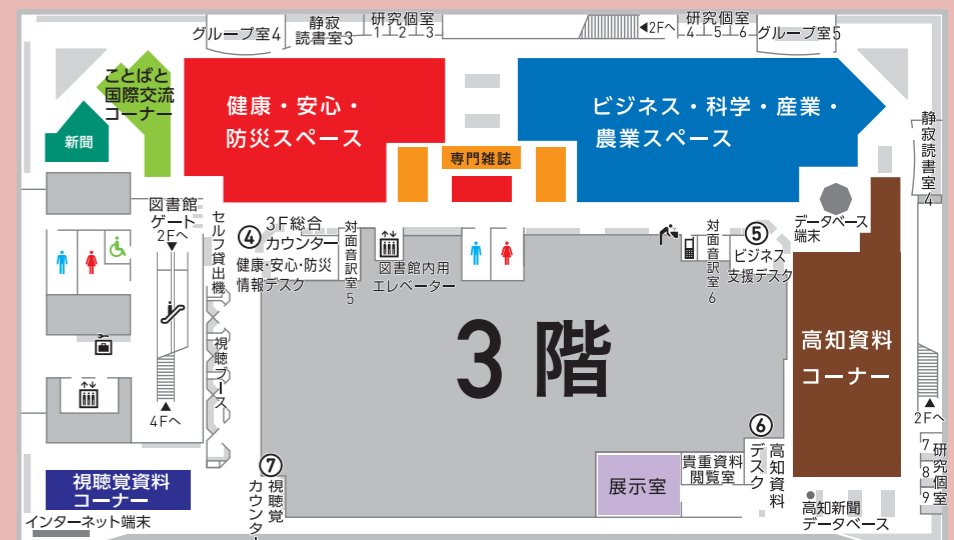 グループ室4
静寂
読書室3
研究個室
1 2 3
◀2Fへ
研究個室
4 5 6
グループ室5
ことばと
国際交流
コーナー
新聞
健康・安心・
防災スペース
専門雑誌
ビジネス・科学・産業・
農業スペース
静寂読書室4
図書館
ゲート
2Fへ
▼
セルフ貸出機
④
3F総合
カウンター
健康・安心・防災
情報デスク
対面音訳室5
図書館内用
エレベーター
対面音訳室6
⑤
ビジネス
支援デスク
データベース
端末
視聴ブース
3階
高知資料
コーナー
▲
4Fへ
▲
2Fへ
⑥
高知資料
デスク
貴重資料
閲覧室
展示室
⑦
視聴覚
カウンター
視聴覚資料
コーナー
インターネット端末
高知新聞
データベース
研究個室
7
8
9